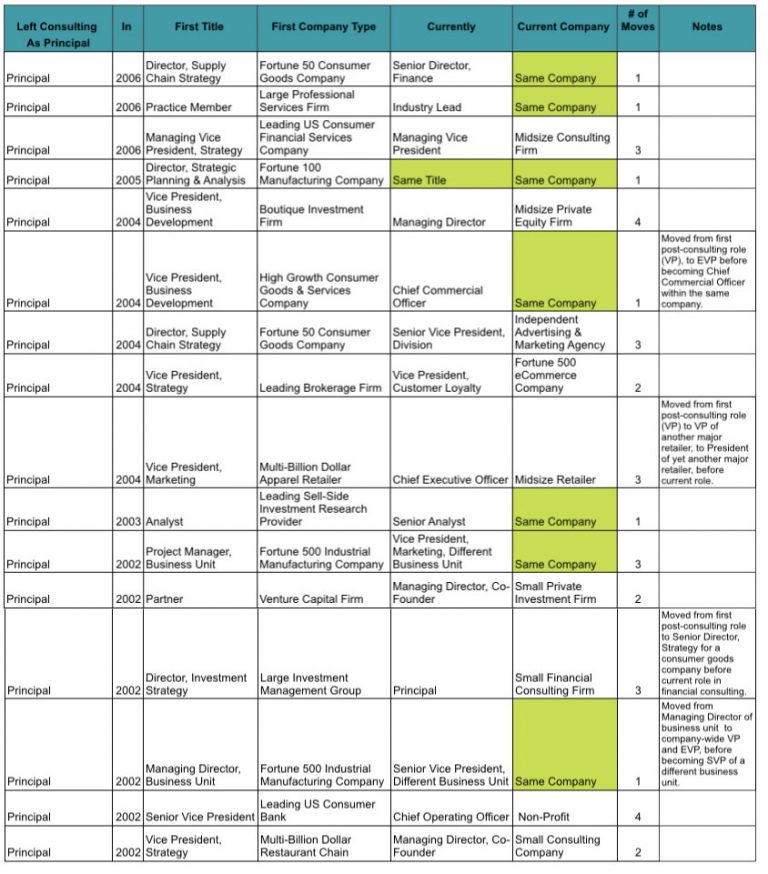 Left Consulting As Principal | In | First Title | First Company Type | Currently | Current Company | # of Moves | Notes
Principal | 2006 | Director, Supply Chain Strategy | Fortune 50 Consumer Goods Company | Senior Director, Finance | Same Company | 1
Principal | 2006 | Practice Member | Large Professional Services Firm | Industry Lead | Same Company | 1
Principal | 2006 | Managing Vice President, Strategy | Leading US Consumer Financial Services Company | Managing Vice President | Midsize Consulting Firm | 3
Principal | 2005 | Director, Strategic Planning & Analysis | Fortune 100 Manufacturing Company | Same Title | Same Company | 1
Principal | 2004 | Vice President, Business Development | Boutique Investment Firm | Managing Director | Midsize Private Equity Firm | 4
Principal | 2004 | Vice President, Business Development | High Growth Consumer Goods & Services Company | Chief Commercial Officer | Same Company | 1 | Moved from first post-consulting role (VP), to EVP before becoming Chief Commercial Officer within the same company.
Principal | 2004 | Director, Supply Chain Strategy | Fortune 50 Consumer Goods Company | Senior Vice President, Division | Independent Advertising & Marketing Agency | 3
Principal | 2004 | Vice President, Strategy | Leading Brokerage Firm | Vice President, Customer Loyalty | Fortune 500 eCommerce Company | 2
Principal | 2004 | Vice President, Marketing | Multi-Billion Dollar Apparel Retailer | Chief Executive Officer | Midsize Retailer | 3 | Moved from first post-consulting role (VP) to VP of another major retailer, to President of yet another major retailer, before current role.
Principal | 2003 | Analyst | Leading Sell-Side Investment Research Provider | Senior Analyst | Same Company | 1
Principal | 2002 | Project Manager, Business Unit | Fortune 500 Industrial Manufacturing Company | Vice President, Marketing, Different Business Unit | Same Company | 3
Principal | 2002 | Partner | Venture Capital Firm | Managing Director, Co-Founder | Small Private Investment Firm | 2
Principal | 2002 | Director, Investment Strategy | Large Investment Management Group | Principal | Small Financial Consulting Firm | 3 | Moved from first post-consulting role to Senior Director, Strategy for a consumer goods company before current role in financial consulting.
Principal | 2002 | Managing Director, Business Unit | Fortune 500 Industrial Manufacturing Company | Senior Vice President, Different Business Unit | Same Company | 1 | Moved from Managing Director of business unit to company-wide VP and EVP, before becoming SVP of a different business unit.
Principal | 2002 | Senior Vice President | Leading US Consumer Bank | Chief Operating Officer | Non-Profit | 4
Principal | 2002 | Vice President, Strategy | Multi-Billion Dollar Restaurant Chain | Managing Director, Co-Founder | Small Consulting Company | 2